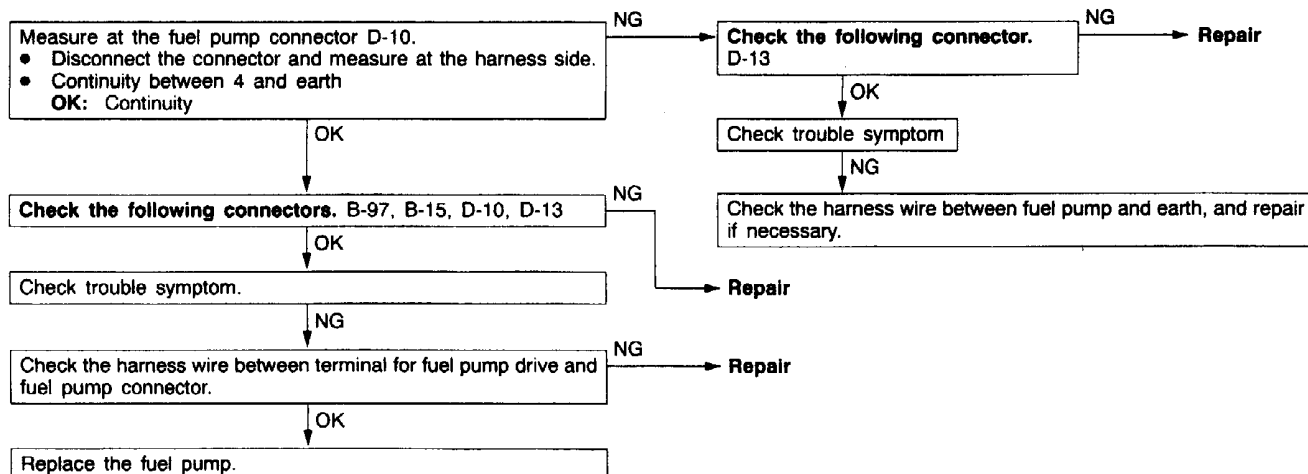 Measure at the fuel pump connector D-10.
● Disconnect the connector and measure at the harness side.
● Continuity between 4 and earth
OK: Continuity
NG
Check the following connector.
D-13
NG
Repair
OK
Check trouble symptom
NG
Check the harness wire between fuel pump and earth, and repair
if necessary.
OK
Check the following connectors. B-97, B-15, D-10, D-13
NG
Repair
OK
Check trouble symptom.
NG
Check the harness wire between terminal for fuel pump drive and
fuel pump connector.
NG
Repair
OK
Replace the fuel pump.